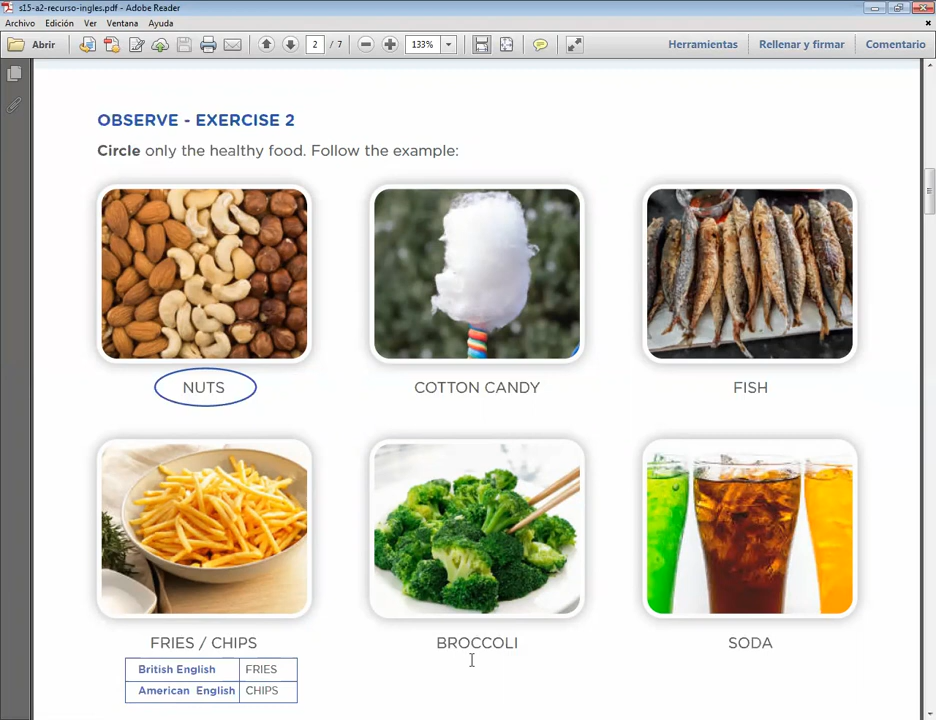 s15-a2-recurso-ingles.pdf - Adobe Reader
Archivo Edición Ver Ventana Ayuda
Abrir 2 / 7 133% Herramientas Rellenar y firmar Comentario
OBSERVE - EXERCISE 2
Circle only the healthy food. Follow the example:
NUTS COTTON CANDY FISH
FRIES / CHIPS BROCCOLI SODA
British English FRIES
American English CHIPS